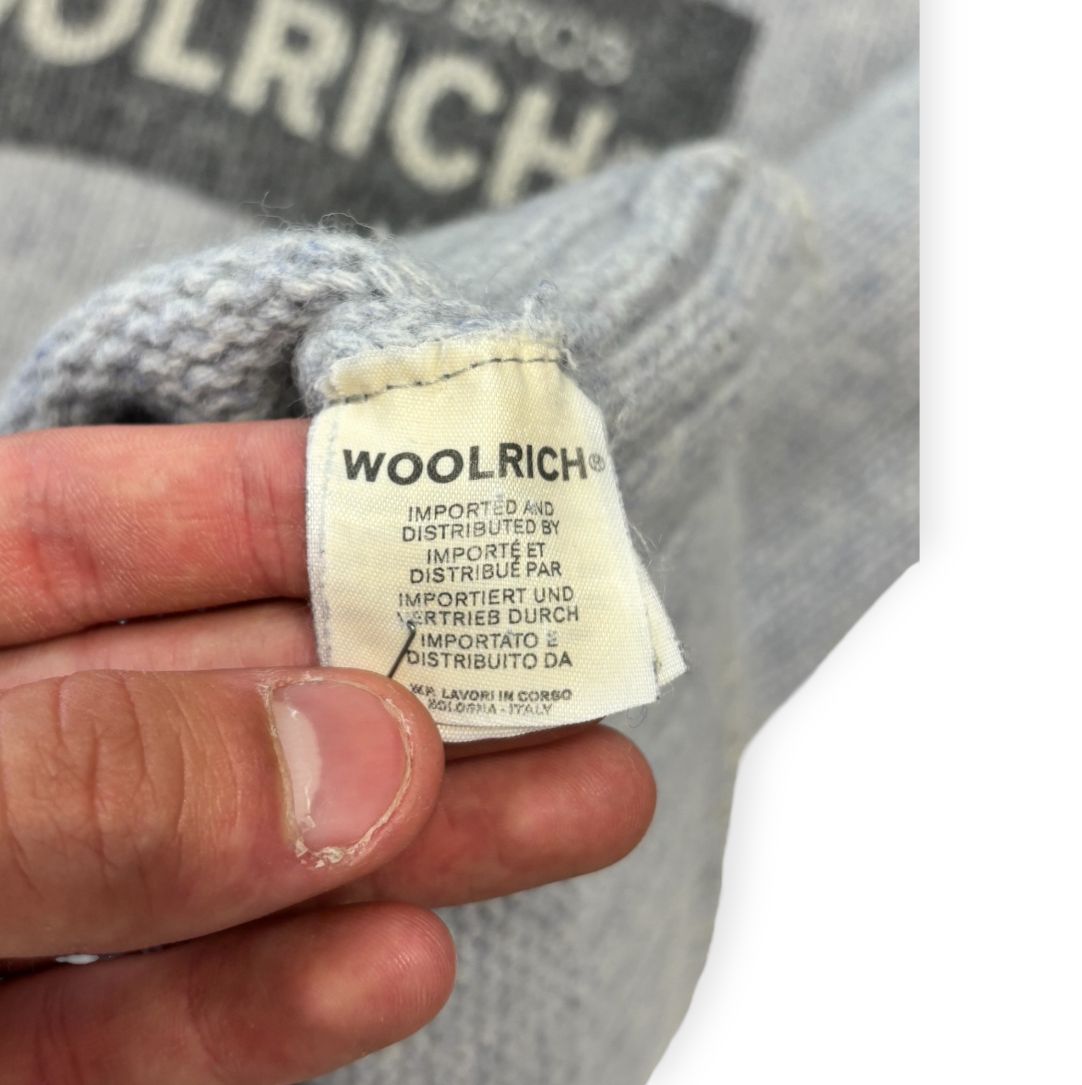 BROS
OLRICH
WOOLRICH®
IMPORTED AND
DISTRIBUTED BY
IMPORTÉ ET
DISTRIBUÉ PAR
IMPORTIERT UND
VERTRIEB DURCH
IMPORTATO E
DISTRIBUITO DA
W.P. LAVORI IN CORSO
BOLOGNA - ITALY